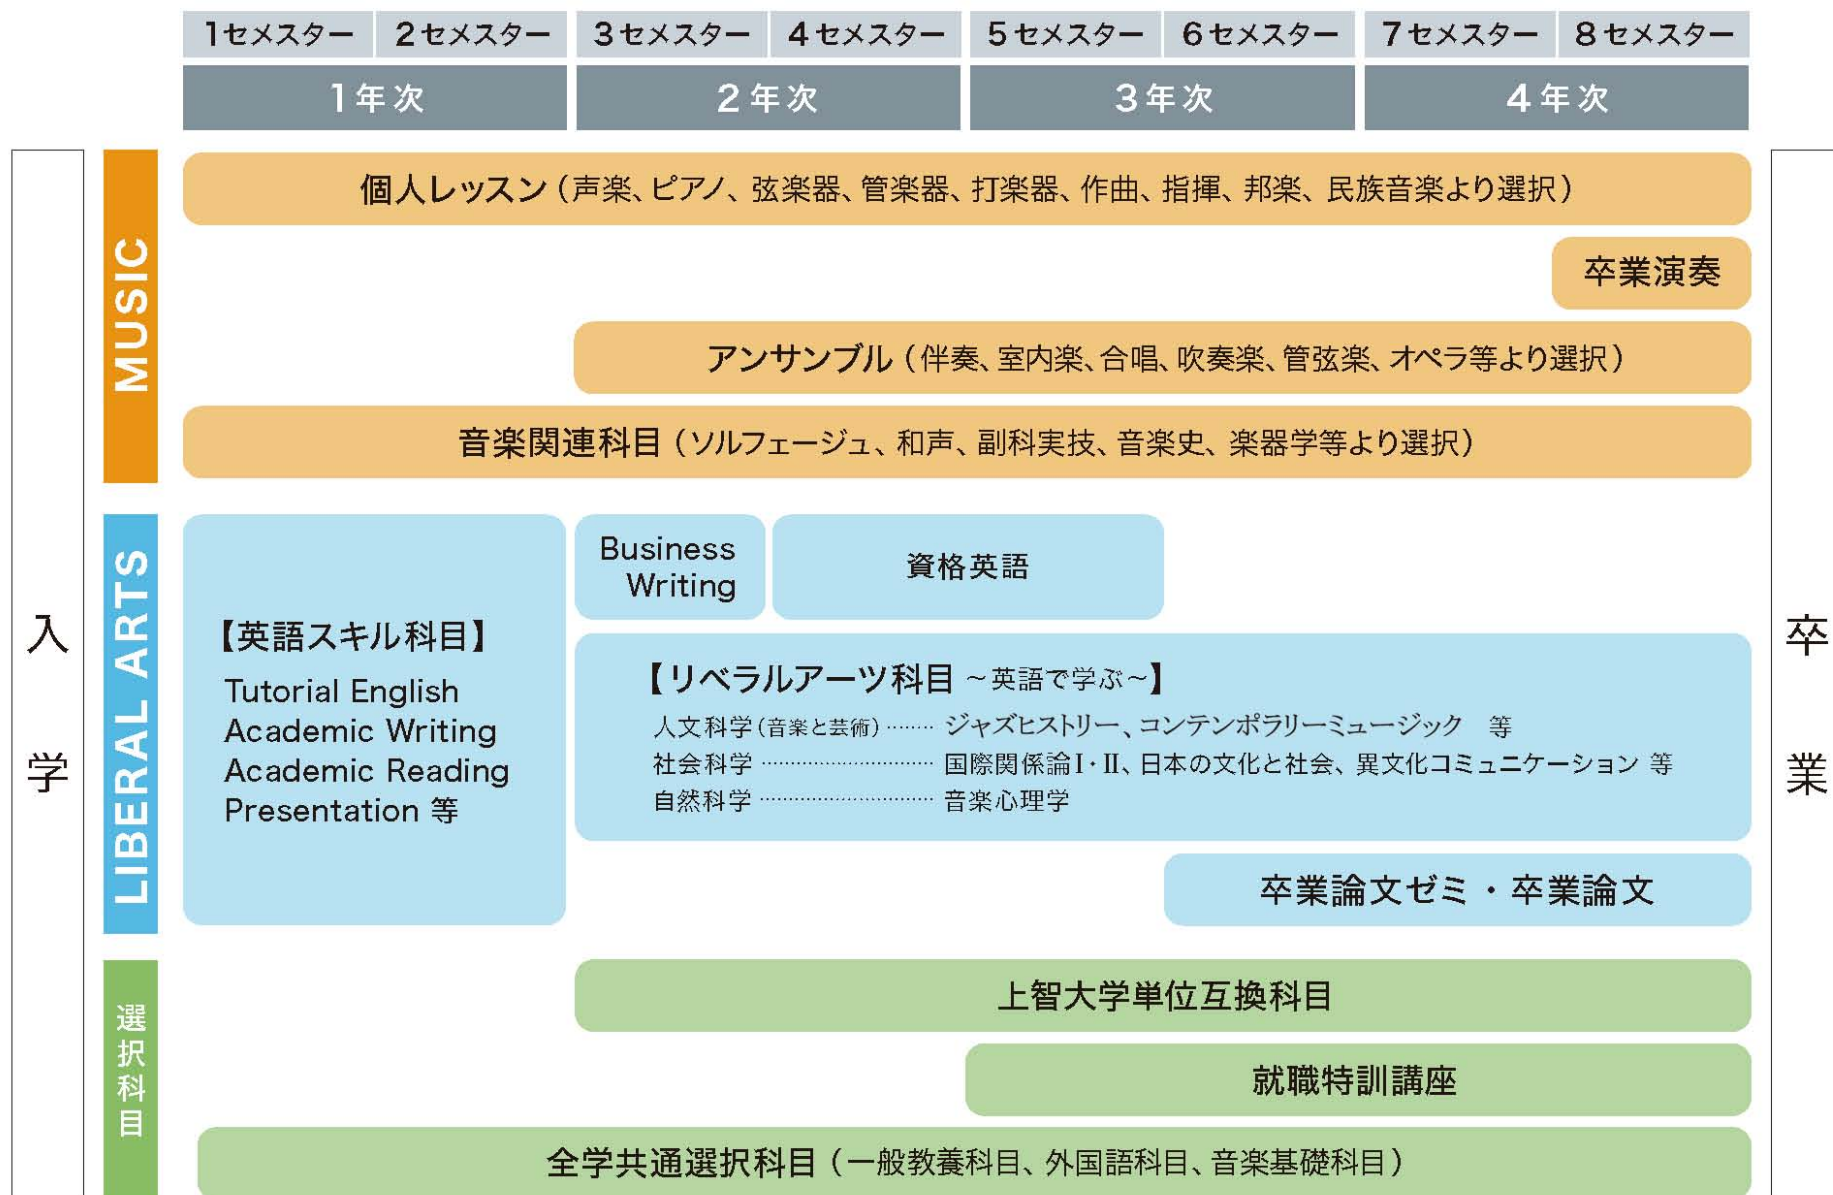 1セメスター 2セメスター 3セメスター 4セメスター 5セメスター 6セメスター 7セメスター 8セメスター
1年次 2年次 3年次 4年次
入学
MUSIC
個人レッスン（声楽、ピアノ、弦楽器、管楽器、打楽器、作曲、指揮、邦楽、民族音楽より選択）
卒業演奏
アンサンブル（伴奏、室内楽、合唱、吹奏楽、管弦楽、オペラ等より選択）
音楽関連科目（ソルフェージュ、和声、副科実技、音楽史、楽器学等より選択）
LIBERAL ARTS
【英語スキル科目】
Tutorial English
Academic Writing
Academic Reading
Presentation 等
Business
Writing
資格英語
【リベラルアーツ科目 〜英語で学ぶ〜】
人文科学（音楽と芸術）‥‥‥ ジャズヒストリー、コンテンポラリーミュージック 等
社会科学 ‥‥‥‥‥‥‥‥ 国際関係論Ⅰ・Ⅱ、日本の文化と社会、異文化コミュニケーション 等
自然科学 ‥‥‥‥‥‥‥‥ 音楽心理学
卒業論文ゼミ・卒業論文
選択科目
上智大学単位互換科目
就職特訓講座
全学共通選択科目（一般教養科目、外国語科目、音楽基礎科目）
卒業